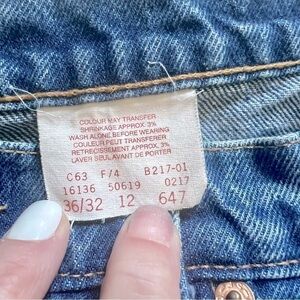 COLOUR MAY TRANSFER
SHRINKAGE APPROX. 3%
WASH ALONE BEFORE WEARING
COULEUR PEUT TRANSFERER
RETRECISSEMENT APPROX. 3%
LAVER SEUL AVANT DE PORTER
C63 F/4 B217-01
16136 50619 0217
36/32 12 647